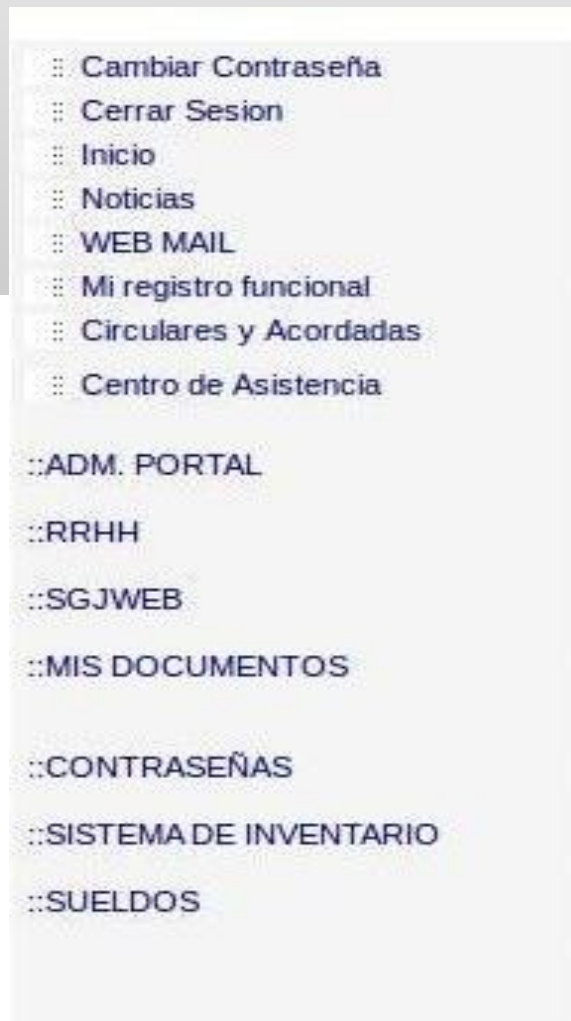 :: Cambiar Contraseña
:: Cerrar Sesion
:: Inicio
:: Noticias
:: WEB MAIL
:: Mi registro funcional
:: Circulares y Acordadas
:: Centro de Asistencia
::ADM. PORTAL
::RRHH
::SGJWEB
::MIS DOCUMENTOS
::CONTRASEÑAS
::SISTEMA DE INVENTARIO
::SUELDOS